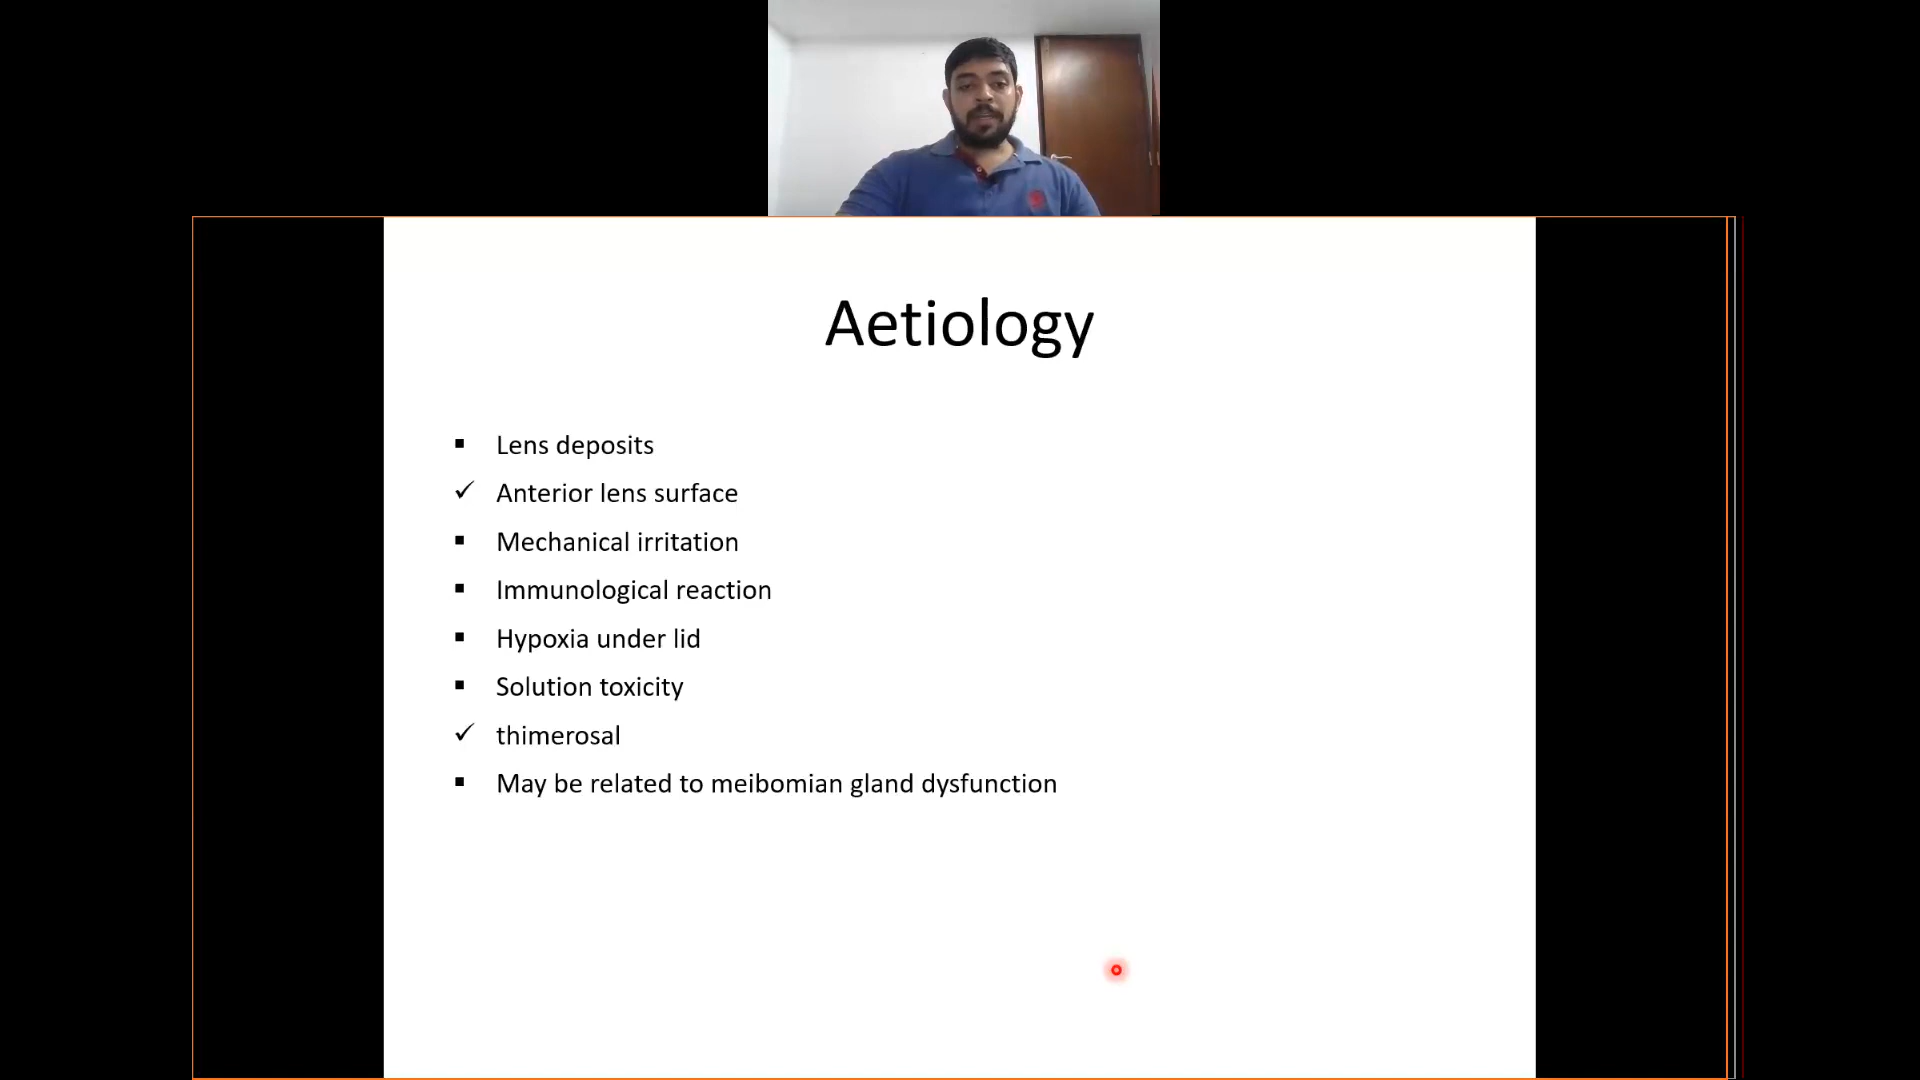 Aetiology
Lens deposits
Anterior lens surface
Mechanical irritation
Immunological reaction
Hypoxia under lid
Solution toxicity
thimerosal
May be related to meibomian gland dysfunction